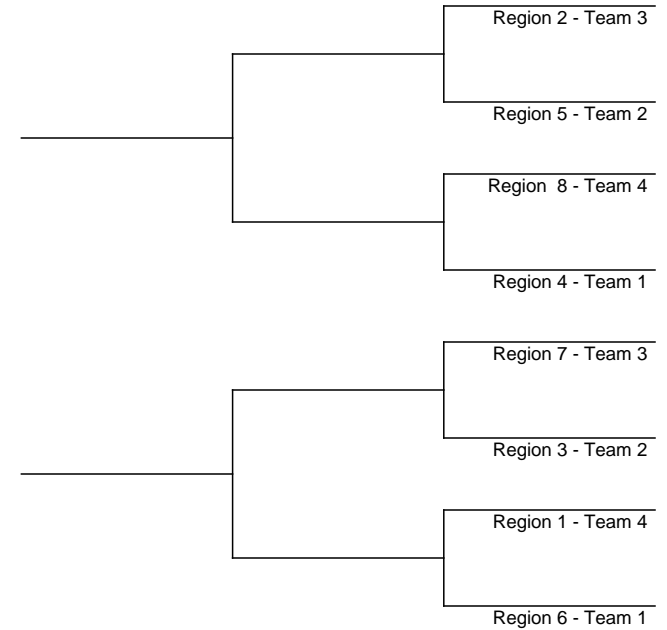 Region 2 - Team 3
Region 5 - Team 2
Region  8 - Team 4
Region 4 - Team 1
Region 7 - Team 3
Region 3 - Team 2
Region 1 - Team 4
Region 6 - Team 1